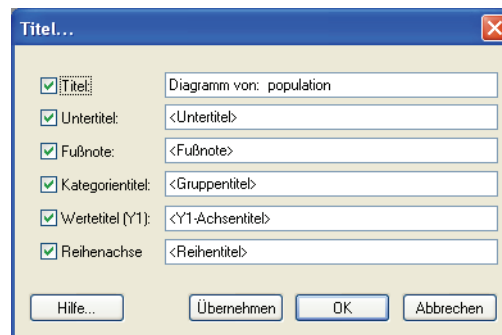 Titel...
Titel: Diagramm von: population
Untertitel: <Untertitel>
Fußnote: <Fußnote>
Kategorientitel: <Gruppentitel>
Wertetitel (Y1): <Y1-Achsentitel>
Reihenachse <Reihentitel>
Hilfe... Übernehmen OK Abbrechen